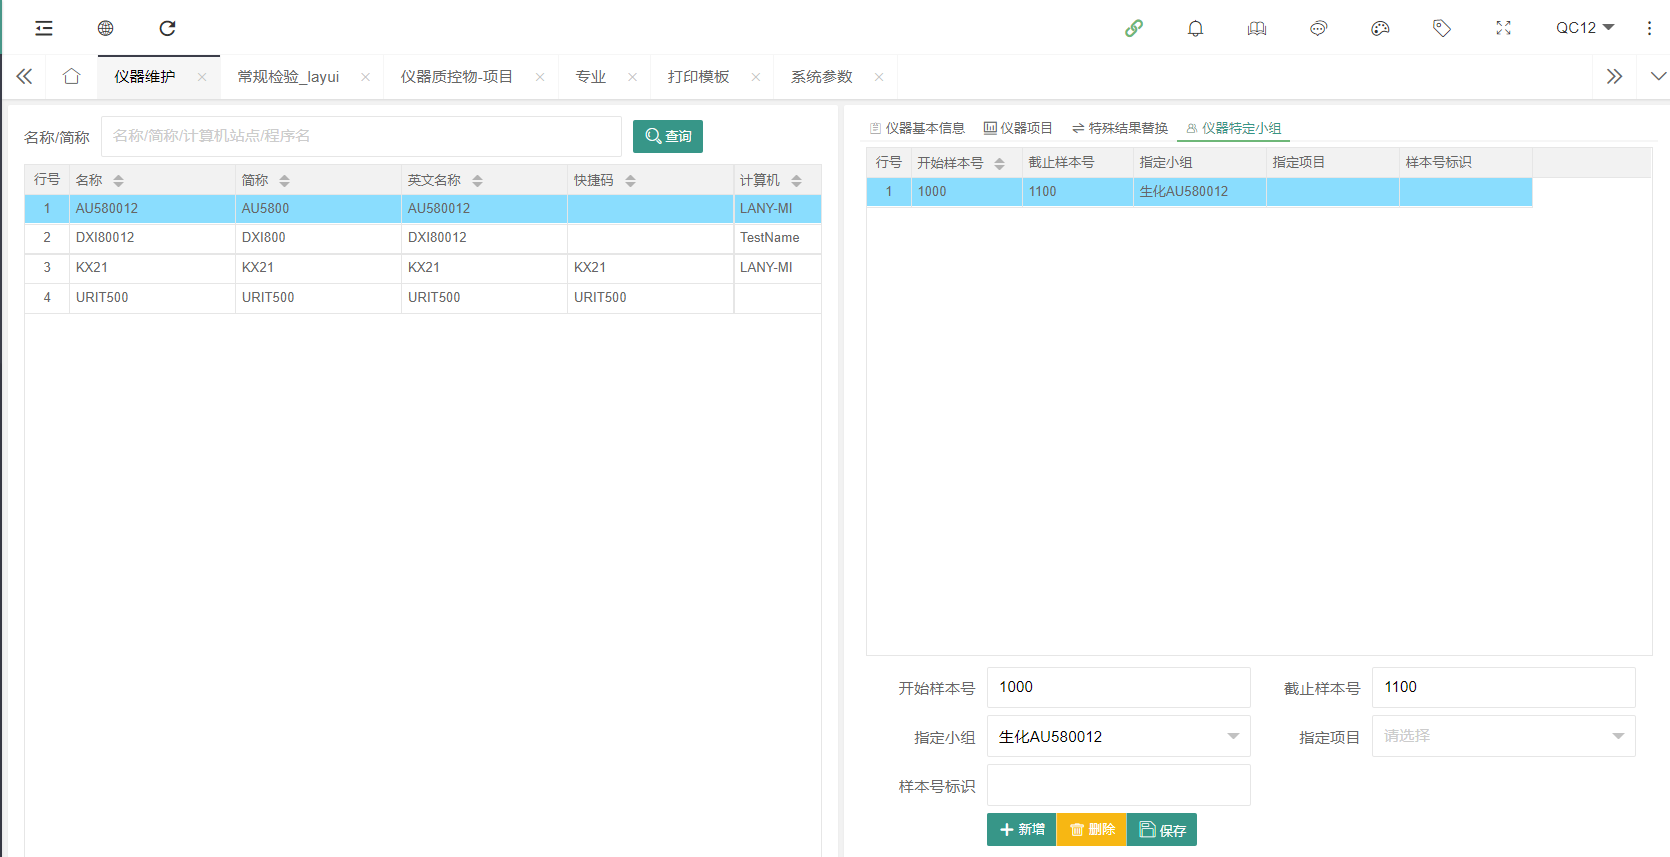 QC12
仪器维护 常规检验_layui 仪器质控物-项目 专业 打印模板 系统参数
名称/简称 名称/简称/计算机站点/程序名 查询
行号 名称 简称 英文名称 快捷码 计算机
1 AU580012 AU5800 AU580012 LANY-MI
2 DXI80012 DXI800 DXI80012 TestName
3 KX21 KX21 KX21 KX21 LANY-MI
4 URIT500 URIT500 URIT500 URIT500
仪器基本信息 仪器项目 特殊结果替换 仪器特定小组
行号 开始样本号 截止样本号 指定小组 指定项目 样本号标识
1 1000 1100 生化AU580012
开始样本号 1000 截止样本号 1100
指定小组 生化AU580012 指定项目 请选择
样本号标识
新增 删除 保存